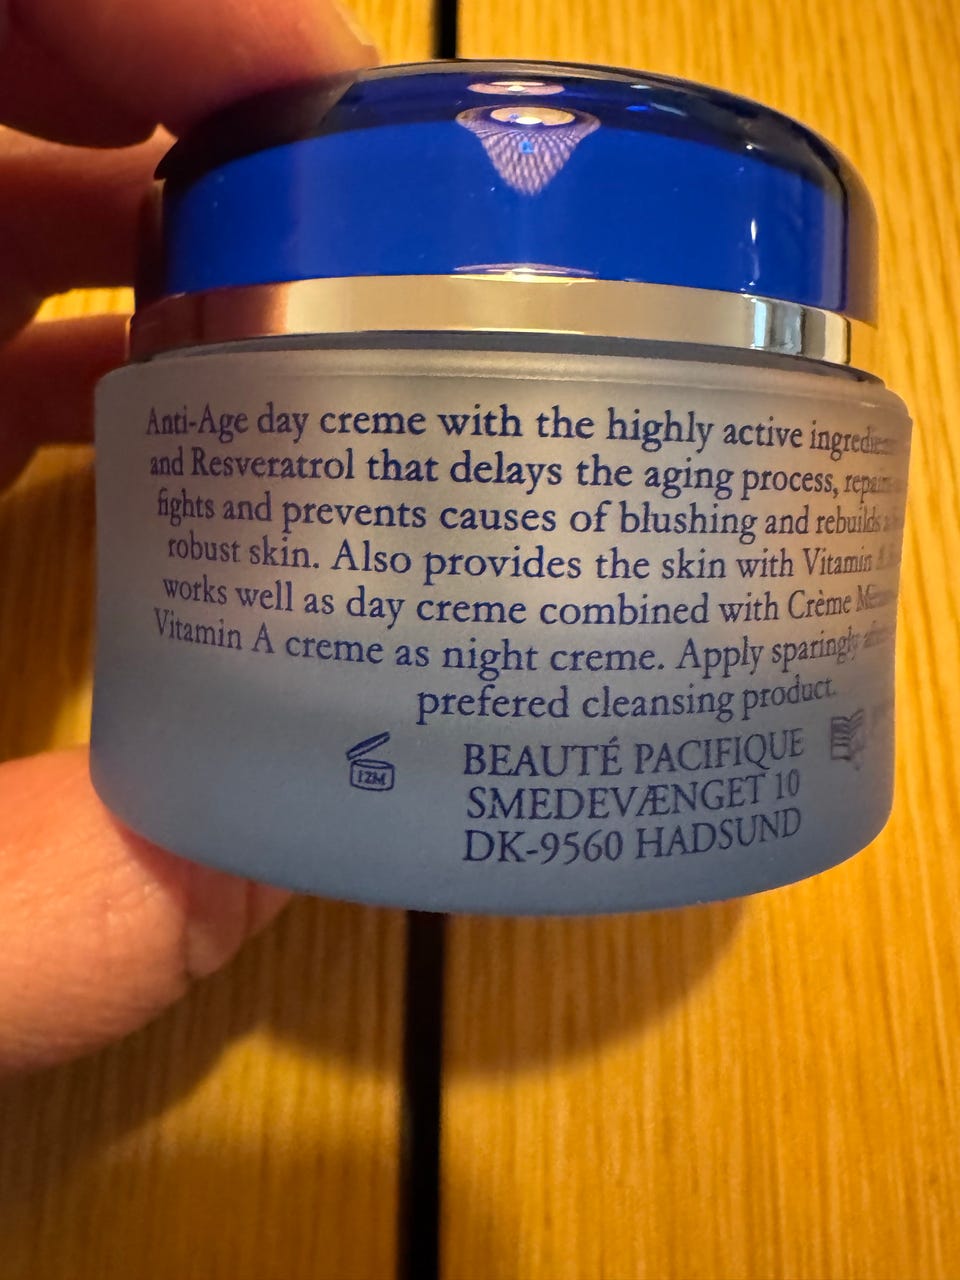 Anti-Age day creme with the highly active
and Resveratrol that delays the aging process,
fights and prevents causes of blushing and rebuilds
robust skin. Also provides the skin with Vitamin
works well as day creme combined with Crème
Vitamin A creme as night creme. Apply sparingly
prefered cleansing product.
12M
BEAUTÉ PACIFIQUE
SMEDEVÆNGET 10
DK-9560 HADSUND